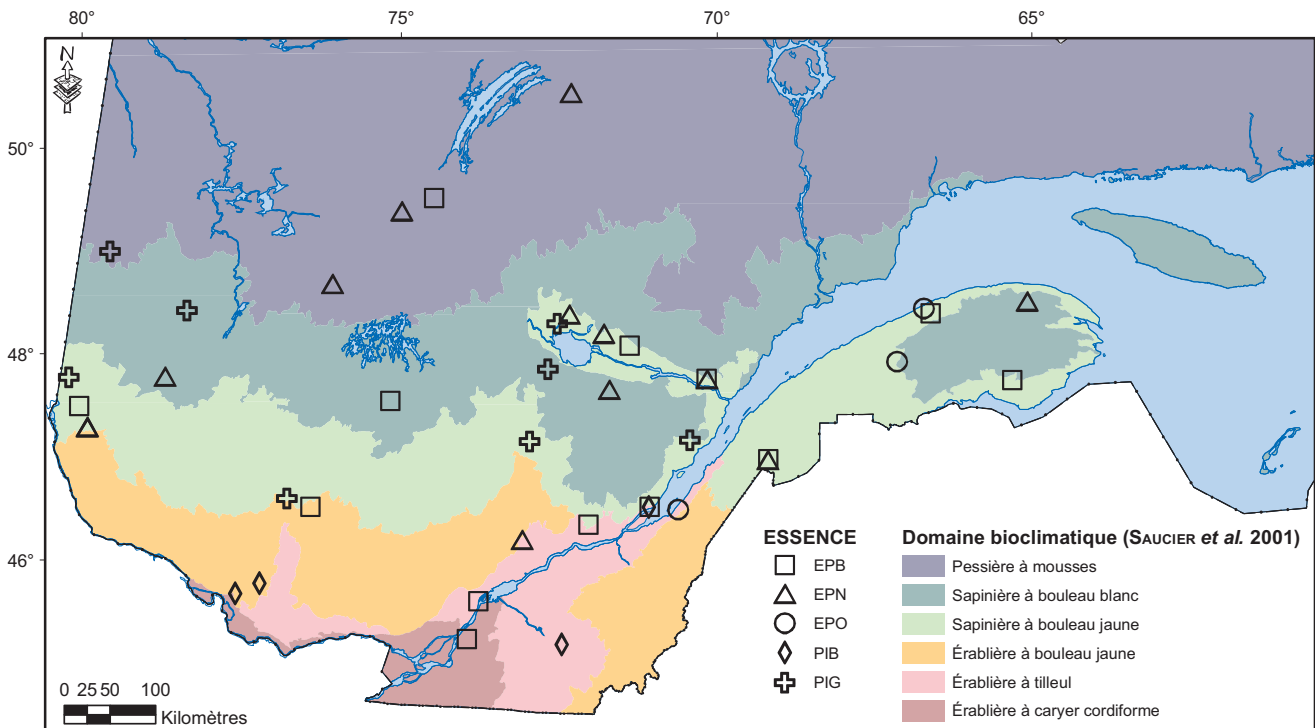 80° 75° 70° 65°
N
50°
48°
46°
ESSENCE
EPB
EPN
EPO
PIB
PIG
Domaine bioclimatique (SAUCIER et al. 2001)
Pessière à mousses
Sapinière à bouleau blanc
Sapinière à bouleau jaune
Érablière à bouleau jaune
Érablière à tilleul
Érablière à caryer cordiforme
0 25 50 100
Kilomètres